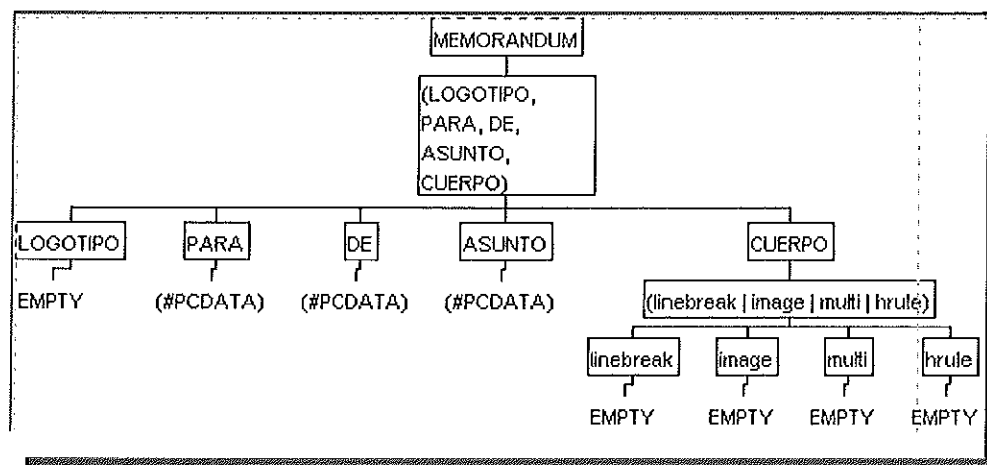 MEMORANDUM
(LOGOTIPO,
PARA, DE,
ASUNTO,
CUERPO)
LOGOTIPO PARA DE ASUNTO CUERPO
EMPTY (#PCDATA) (#PCDATA) (#PCDATA) (linebreak | image | multi | hrule)
linebreak image multi hrule
EMPTY EMPTY EMPTY EMPTY